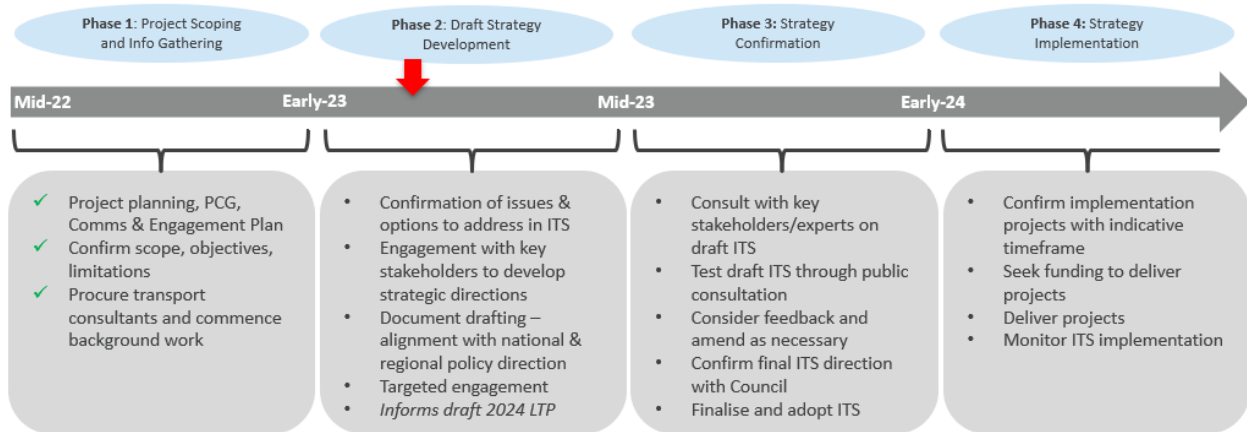 Phase 1: Project Scoping
and Info Gathering
Phase 2: Draft Strategy
Development
Phase 3: Strategy
Confirmation
Phase 4: Strategy
Implementation
Mid-22
Early-23
Mid-23
Early-24
✓ Project planning, PCG,
Comms & Engagement Plan
✓ Confirm scope, objectives,
limitations
✓ Procure transport
consultants and commence
background work
• Confirmation of issues &
options to address in ITS
• Engagement with key
stakeholders to develop
strategic directions
• Document drafting –
alignment with national &
regional policy direction
• Targeted engagement
• Informs draft 2024 LTP
• Consult with key
stakeholders/experts on
draft ITS
• Test draft ITS through public
consultation
• Consider feedback and
amend as necessary
• Confirm final ITS direction
with Council
• Finalise and adopt ITS
• Confirm implementation
projects with indicative
timeframe
• Seek funding to deliver
projects
• Deliver projects
• Monitor ITS implementation